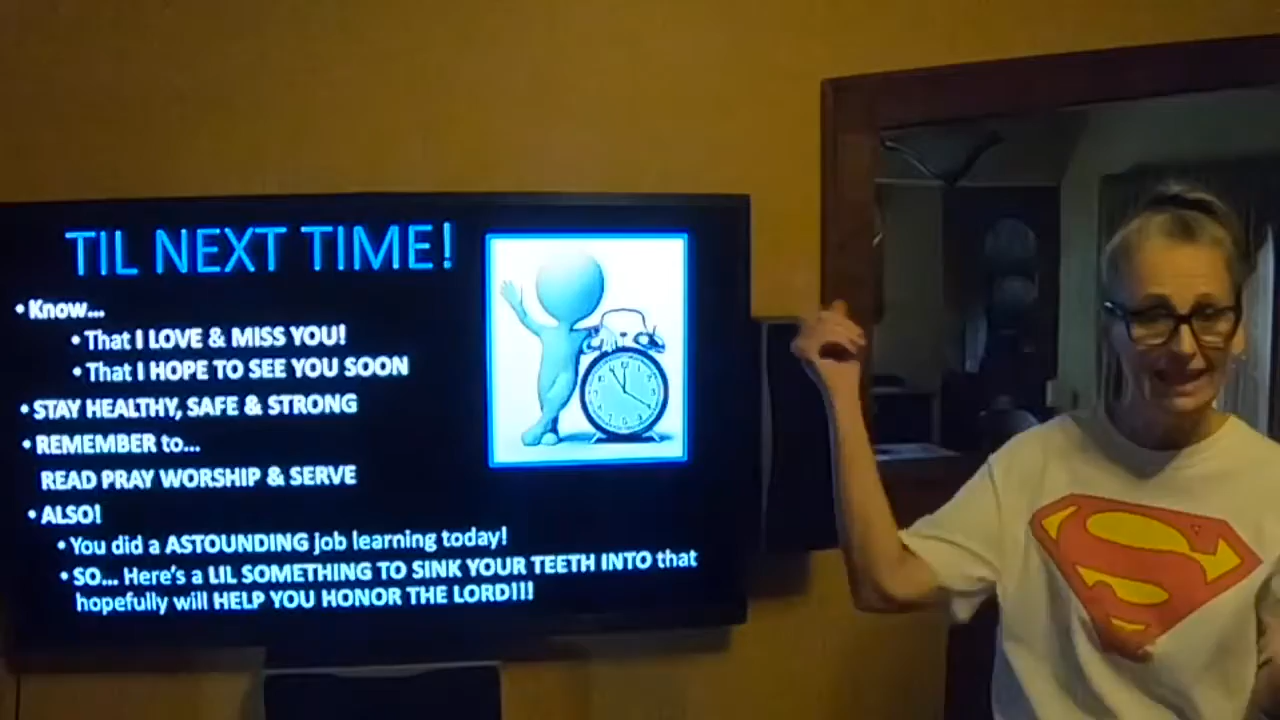 TIL NEXT TIME!
• Know...
• That I LOVE & MISS YOU!
• That I HOPE TO SEE YOU SOON
• STAY HEALTHY, SAFE & STRONG
• REMEMBER to...
READ PRAY WORSHIP & SERVE
• ALSO!
• You did a ASTOUNDING job learning today!
• SO... Here's a LIL SOMETHING TO SINK YOUR TEETH INTO that
hopefully will HELP YOU HONOR THE LORD!!!
S